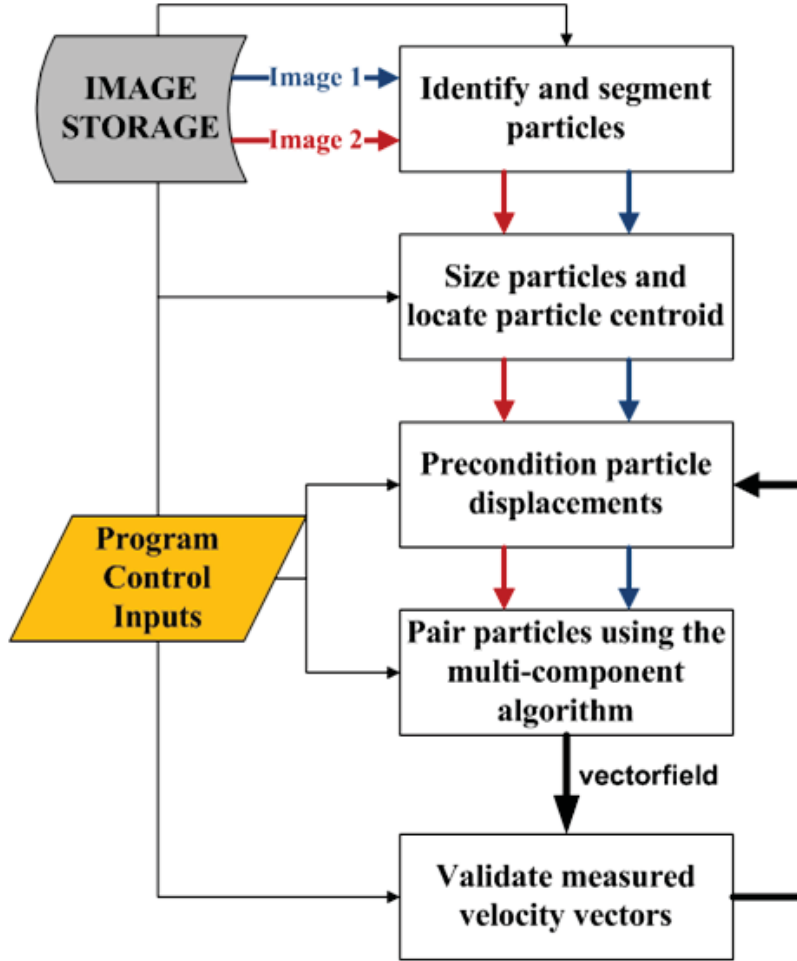 IMAGE
STORAGE
Image 1
Image 2
Identify and segment
particles
Size particles and
locate particle centroid
Precondition particle
displacements
Program
Control
Inputs
Pair particles using the
multi-component
algorithm
vectorfield
Validate measured
velocity vectors